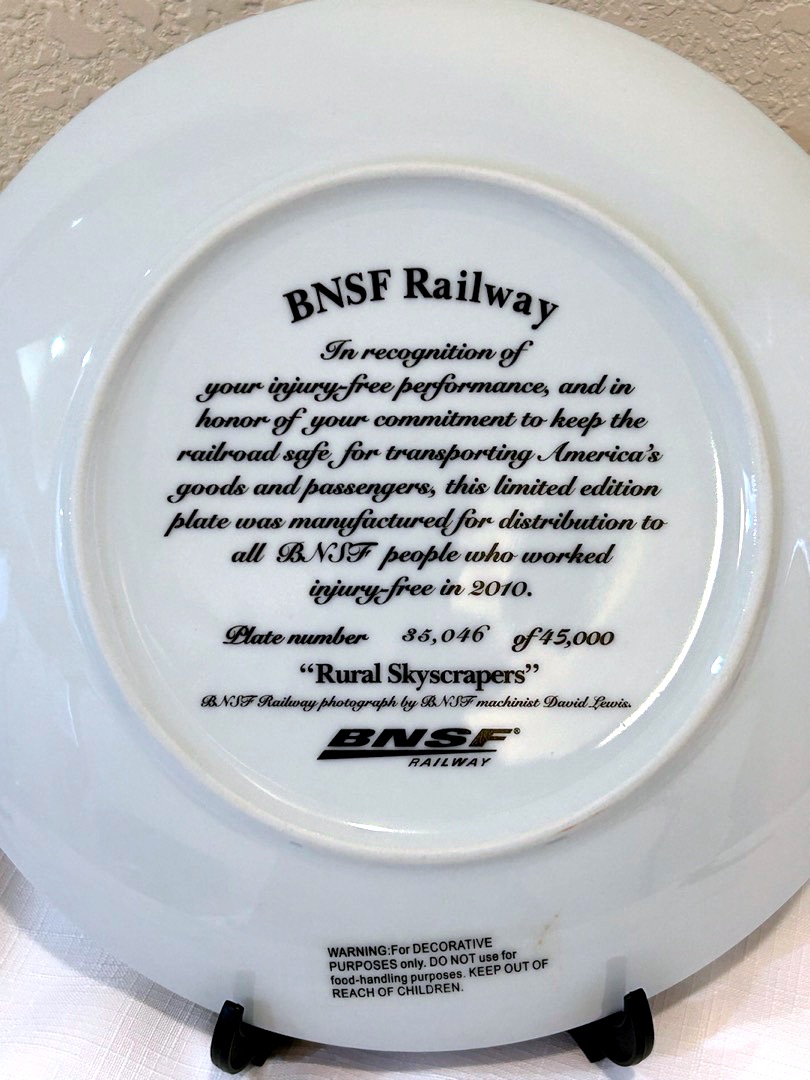 BNSF Railway
In recognition of
your injury-free performance, and in
honor of your commitment to keep the
railroad safe for transporting America's
goods and passengers, this limited edition
plate was manufactured for distribution to
all BNSF people who worked
injury-free in 2010.
Plate number 35,046 of 45,000
"Rural Skyscrapers"
BNSF Railway photograph by BNSF machinist David Lewis.
BNSF®
RAILWAY
WARNING:For DECORATIVE
PURPOSES only. DO NOT use for
food-handling purposes. KEEP OUT OF
REACH OF CHILDREN.